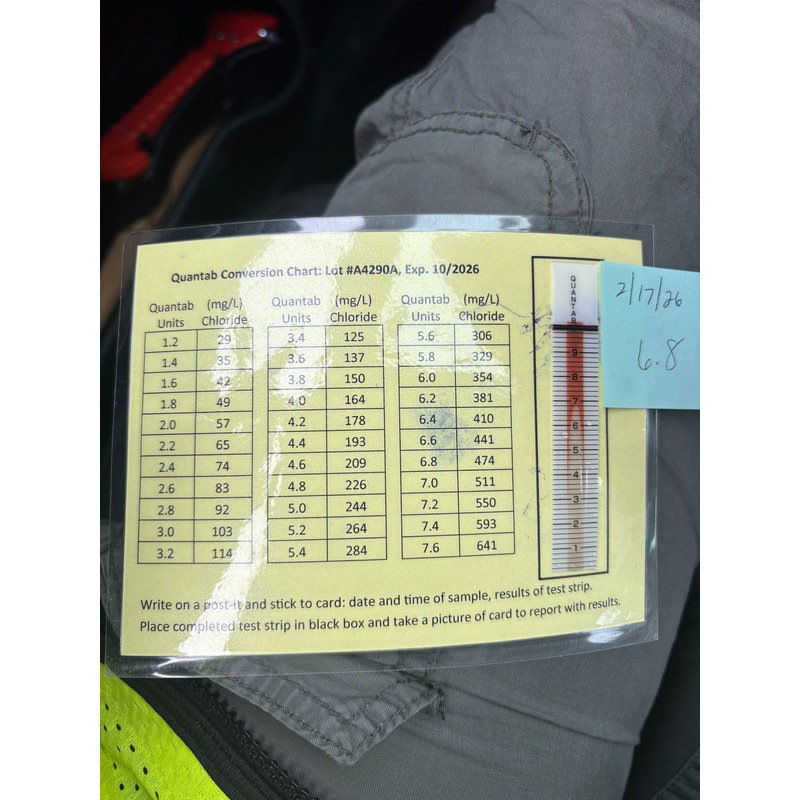 Quantab Conversion Chart: Lot #A4290A, Exp. 10/2026
Quantab Units (mg/L) Chloride Quantab Units (mg/L) Chloride Quantab Units (mg/L) Chloride
1.2 29 3.4 125 5.6 306
1.4 35 3.6 137 5.8 329
1.6 42 3.8 150 6.0 354
1.8 49 4.0 164 6.2 381
2.0 57 4.2 178 6.4 410
2.2 65 4.4 193 6.6 441
2.4 74 4.6 209 6.8 474
2.6 83 4.8 226 7.0 511
2.8 92 5.0 244 7.2 550
3.0 103 5.2 264 7.4 593
3.2 114 5.4 284 7.6 641
QUANTAB
9
8
7
6
5
4
3
2
1
2/17/26
6.8
Write on a post-it and stick to card: date and time of sample, results of test strip.
Place completed test strip in black box and take a picture of card to report with results.